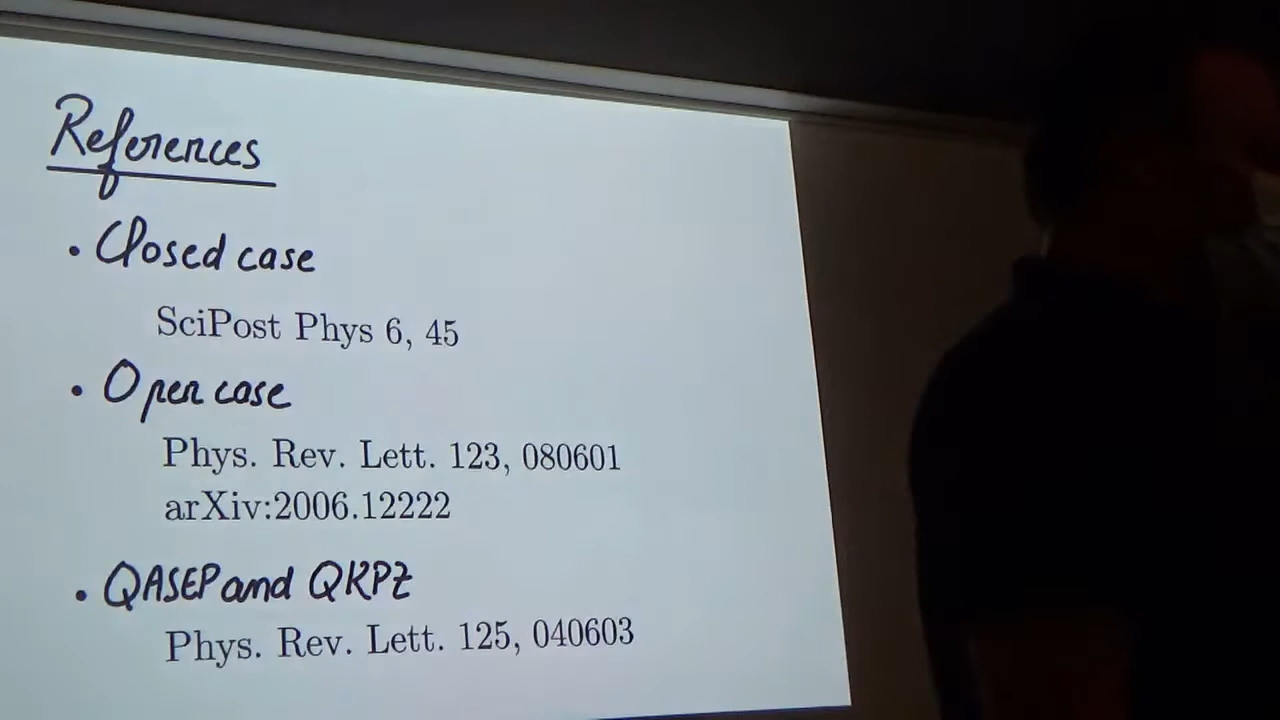 References
• Closed case
SciPost Phys 6, 45
• Open case
Phys. Rev. Lett. 123, 080601
arXiv:2006.12222
• QASEP and QKPZ
Phys. Rev. Lett. 125, 040603